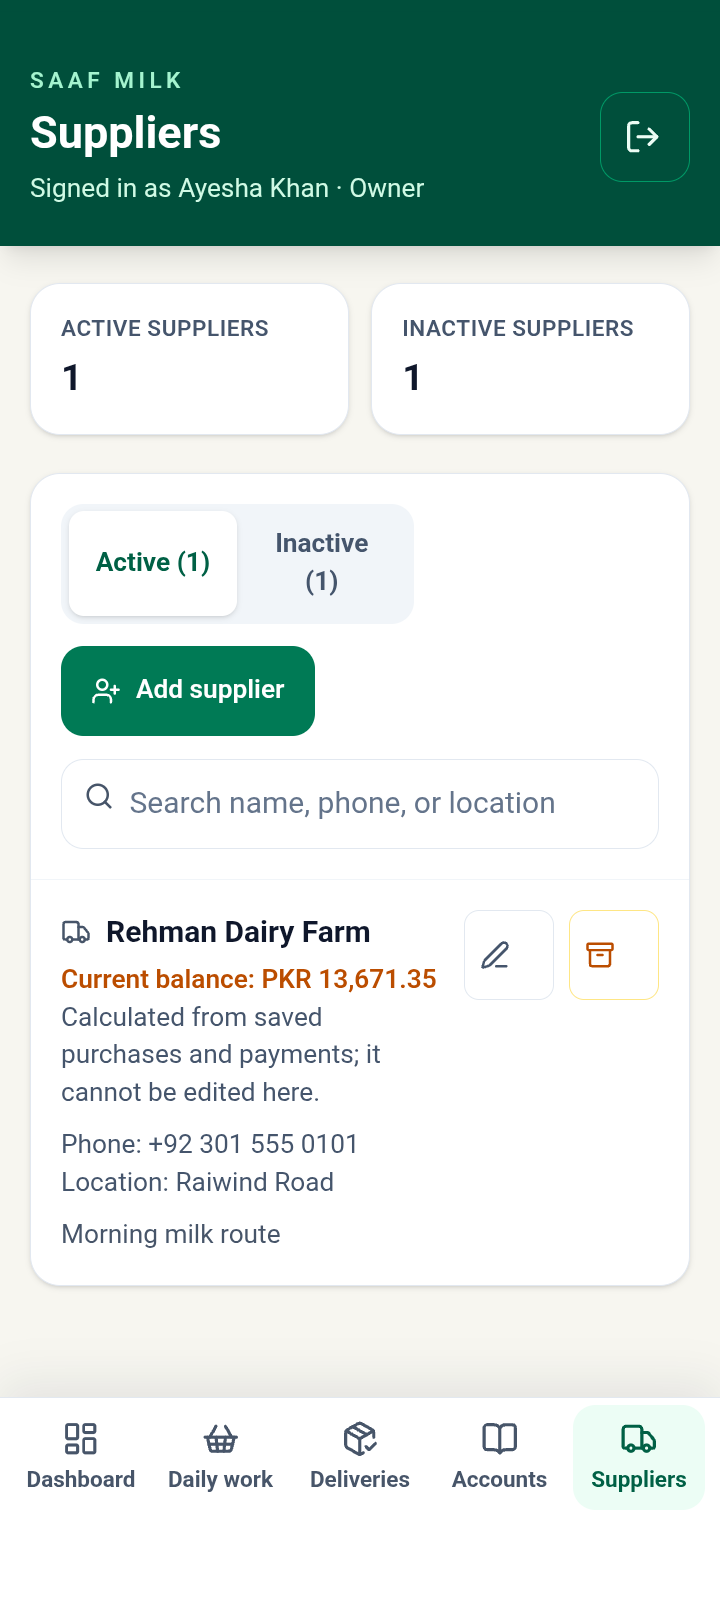 SAAF MILK
Suppliers
Signed in as Ayesha Khan · Owner
ACTIVE SUPPLIERS
1
INACTIVE SUPPLIERS
1
Active (1)
Inactive
(1)
Add supplier
Search name, phone, or location
Rehman Dairy Farm
Current balance: PKR 13,671.35
Calculated from saved
purchases and payments; it
cannot be edited here.
Phone: +92 301 555 0101
Location: Raiwind Road
Morning milk route
Dashboard
Daily work
Deliveries
Accounts
Suppliers